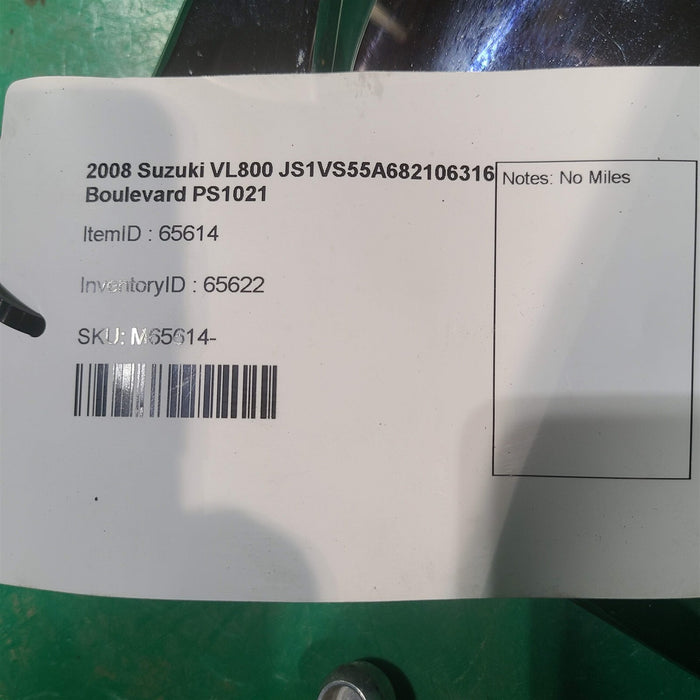 2008 Suzuki VL800 JS1VS55A682106316
Boulevard PS1021
Notes: No Miles
ItemID : 65614
InventoryID : 65622
SKU: M65614-